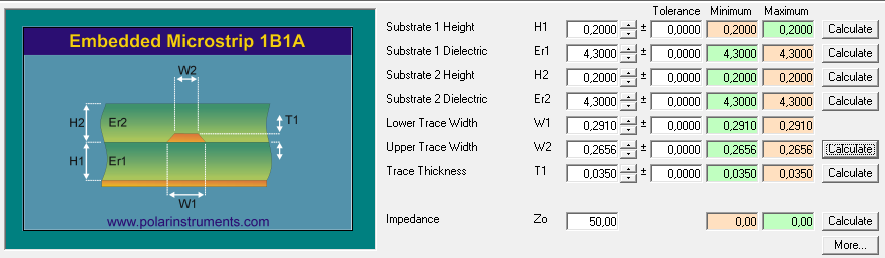 Tolerance Minimum Maximum
Embedded Microstrip 1B1A
W2
H2 Er2 T1
H1 Er1
W1
www.polarinstruments.com
Substrate 1 Height H1 0,2000 ± 0,0000 0,2000 0,2000 Calculate
Substrate 1 Dielectric Er1 4,3000 ± 0,0000 4,3000 4,3000 Calculate
Substrate 2 Height H2 0,2000 ± 0,0000 0,2000 0,2000 Calculate
Substrate 2 Dielectric Er2 4,3000 ± 0,0000 4,3000 4,3000 Calculate
Lower Trace Width W1 0,2910 ± 0,0000 0,2910 0,2910
Upper Trace Width W2 0,2656 ± 0,0000 0,2656 0,2656 Calculate
Trace Thickness T1 0,0350 ± 0,0000 0,0350 0,0350 Calculate
Impedance Zo 50,00 0,00 0,00 Calculate
More...